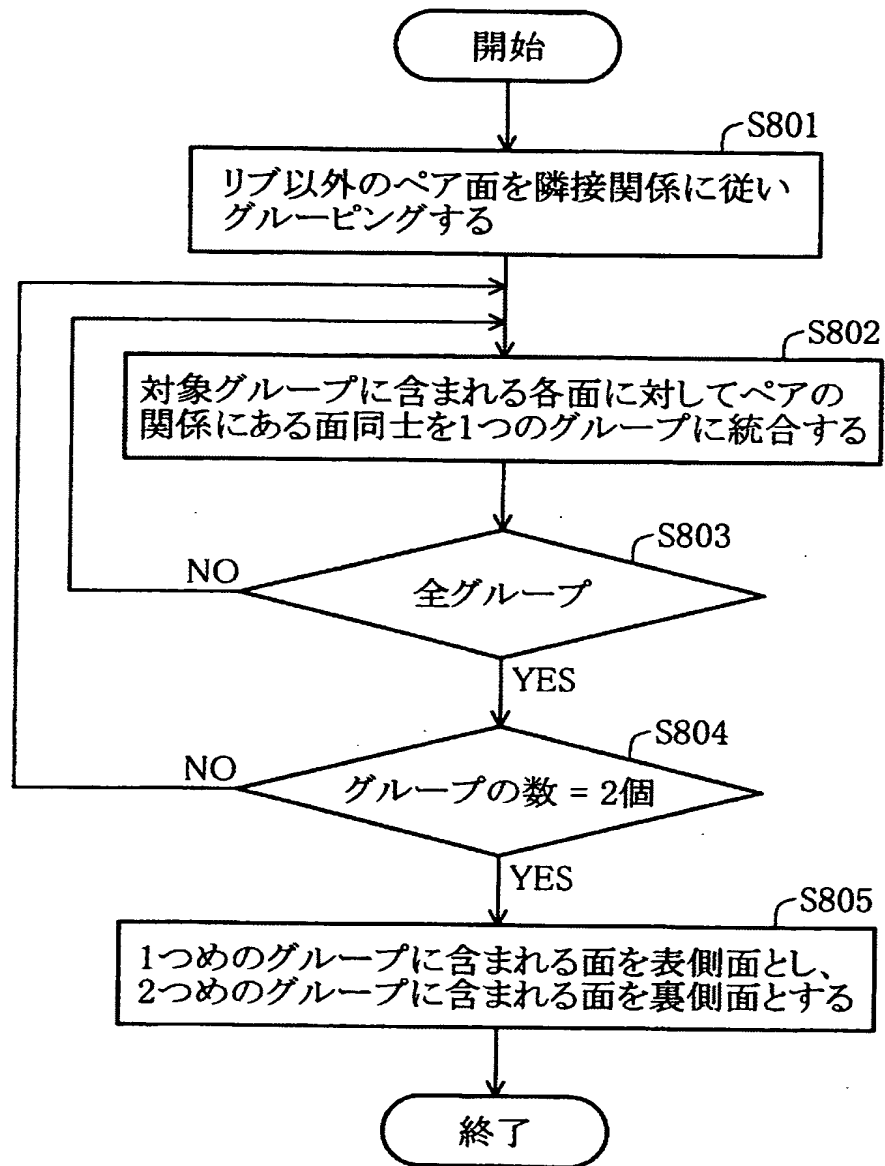 開始
S801
リブ以外のペア面を隣接関係に従い
グルーピングする
S802
対象グループに含まれる各面に対してペアの
関係にある面同士を1つのグループに統合する
S803
NO
全グループ
YES
S804
NO
グループの数 = 2個
YES
S805
1つめのグループに含まれる面を表側面とし、
2つめのグループに含まれる面を裏側面とする
終了